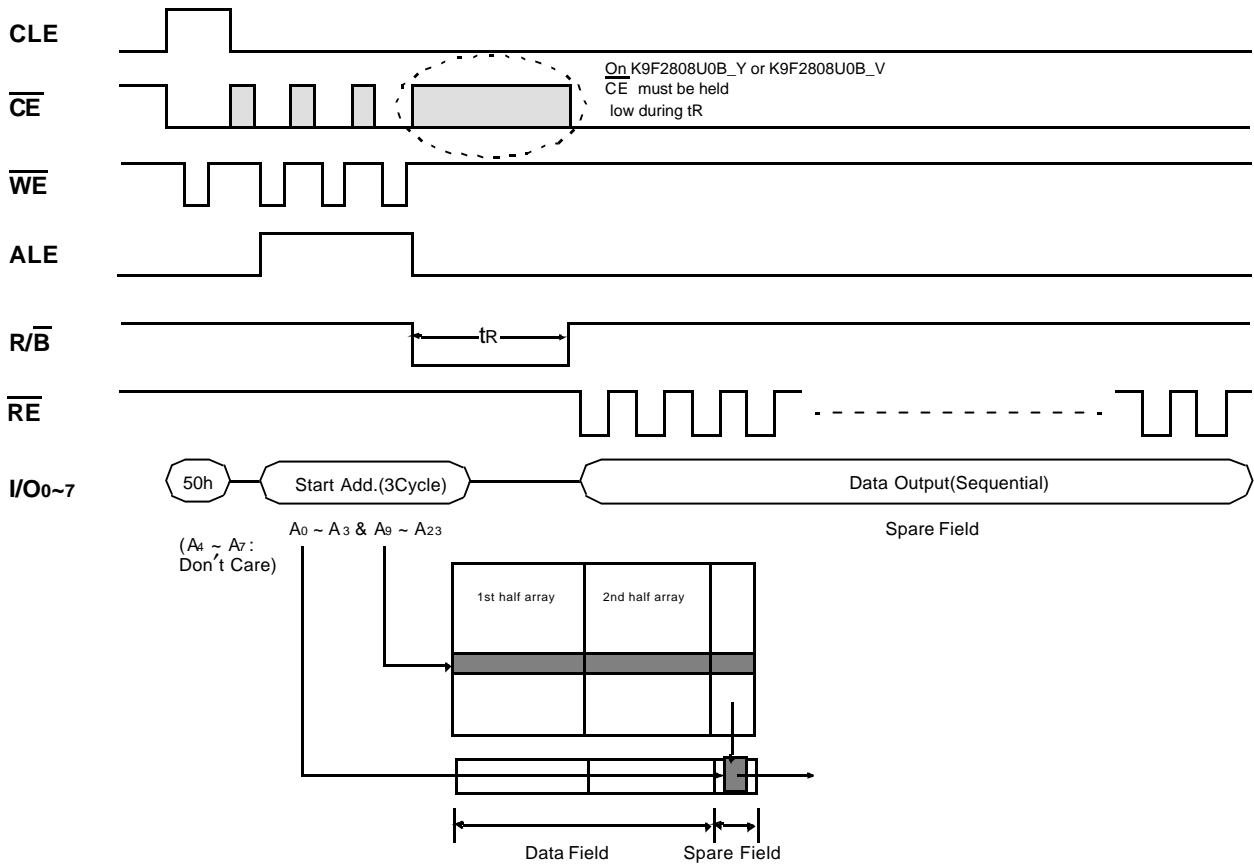 CLE
On K9F2808U0B_Y or K9F2808U0B_V
CE must be held
low during tR
CE
WE
ALE
R/B
tR
RE
I/O0~7
50h
Start Add.(3Cycle)
Data Output(Sequential)
A0 ~ A3 & A9 ~ A23
Spare Field
(A4 ~ A7 :
Don't Care)
1st half array
2nd half array
Data Field
Spare Field